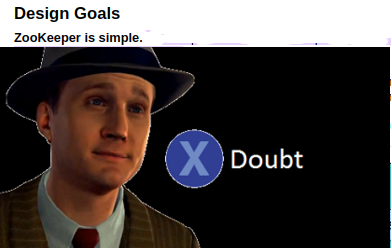 Design Goals
ZooKeeper is simple.
X Doubt